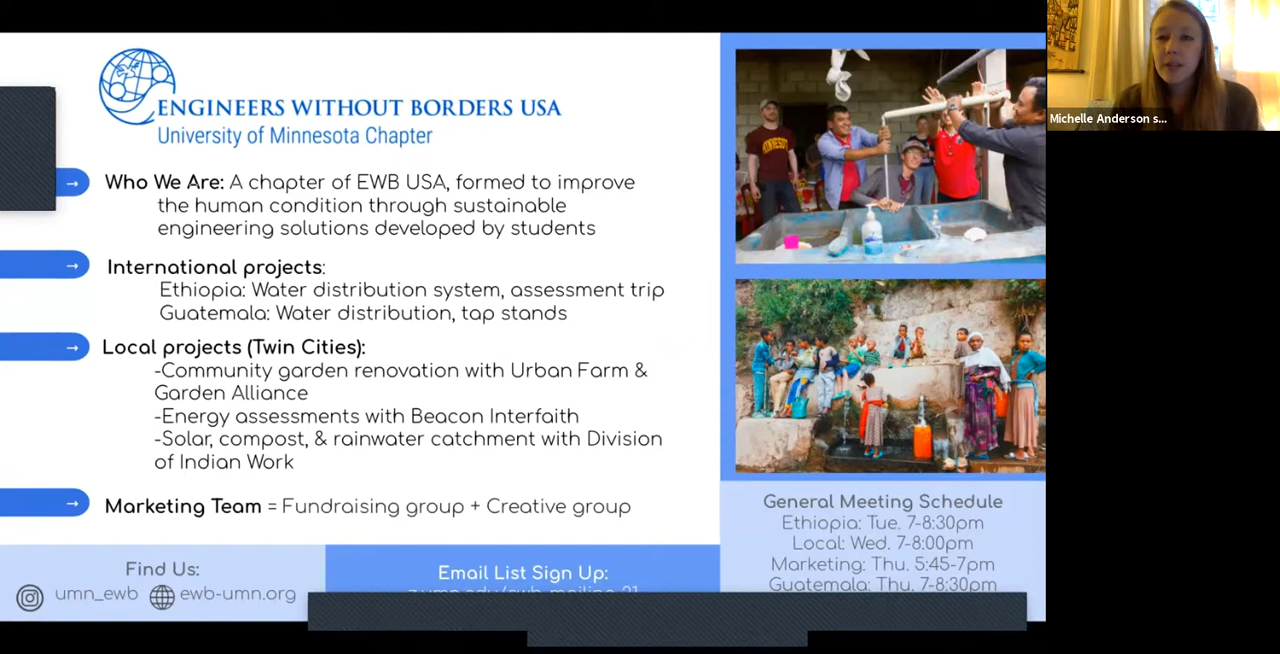 ENGINEERS WITHOUT BORDERS USA
University of Minnesota Chapter
Who We Are: A chapter of EWB USA, formed to improve
the human condition through sustainable
engineering solutions developed by students
International projects:
Ethiopia: Water distribution system, assessment trip
Guatemala: Water distribution, tap stands
Local projects (Twin Cities):
-Community garden renovation with Urban Farm &
Garden Alliance
-Energy assessments with Beacon Interfaith
-Solar, compost, & rainwater catchment with Division
of Indian Work
Marketing Team = Fundraising group + Creative group
Find Us:
umn_ewb ewb-umn.org
Email List Sign Up:
MINNESOTA
General Meeting Schedule
Ethiopia: Tue. 7-8:30pm
Local: Wed. 7-8:00pm
Marketing: Thu. 5:45-7pm
Guatemala: Thu. 7-8:30pm
Michelle Anderson s...